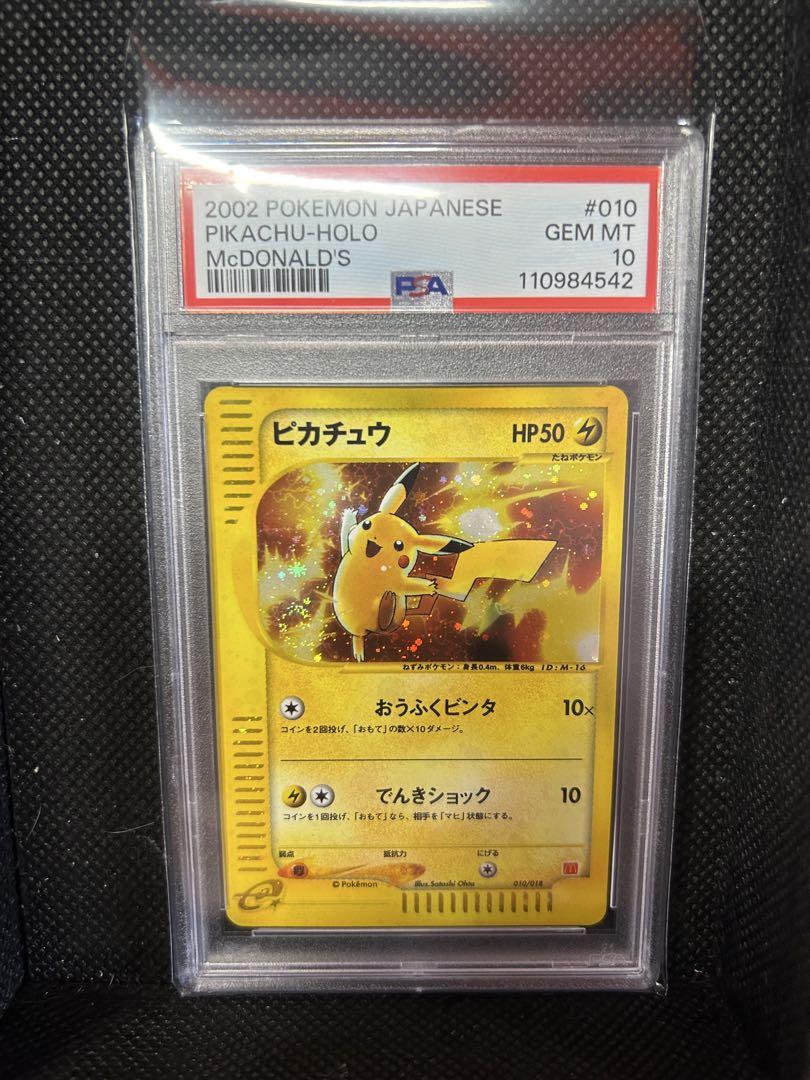 2002 POKEMON JAPANESE #010
PIKACHU-HOLO GEM MT
McDONALD'S 10
PSA 110984542
ピカチュウ HP50
たねポケモン
ねずみポケモン：身長0.4m、体重6kg ID:M-16
おうふくビンタ 10×
コインを2回投げ、「おもて」の数×10ダメージ。
でんきショック 10
コインを1回投げ、「おもて」なら、相手を「マヒ」状態にする。
弱点 抵抗力 にげる
© Pokémon Illus. Satoshi Ohta 010/018
e